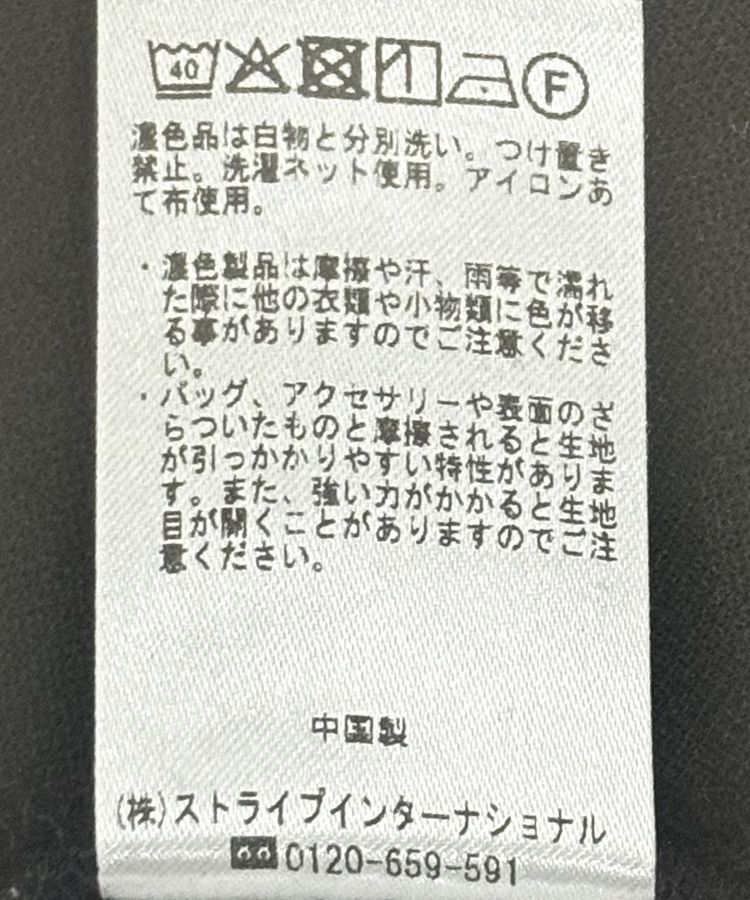 40 F
濃色品は白物と分別洗い。つけ置き
禁止。洗濯ネット使用。アイロンあ
て布使用。
・濃色製品は摩擦や汗、雨等で濡れ
た際に他の衣類や小物類に色が移
る事がありますのでご注意くださ
い。
・バッグ、アクセサリーや表面のざ
らついたものと摩擦されると生地
が引っかかりやすい特性がありま
す。また、強い力がかかると生地
目が開くことがありますのでご注
意ください。
中国製
(株)ストライプインターナショナル
0120-659-591